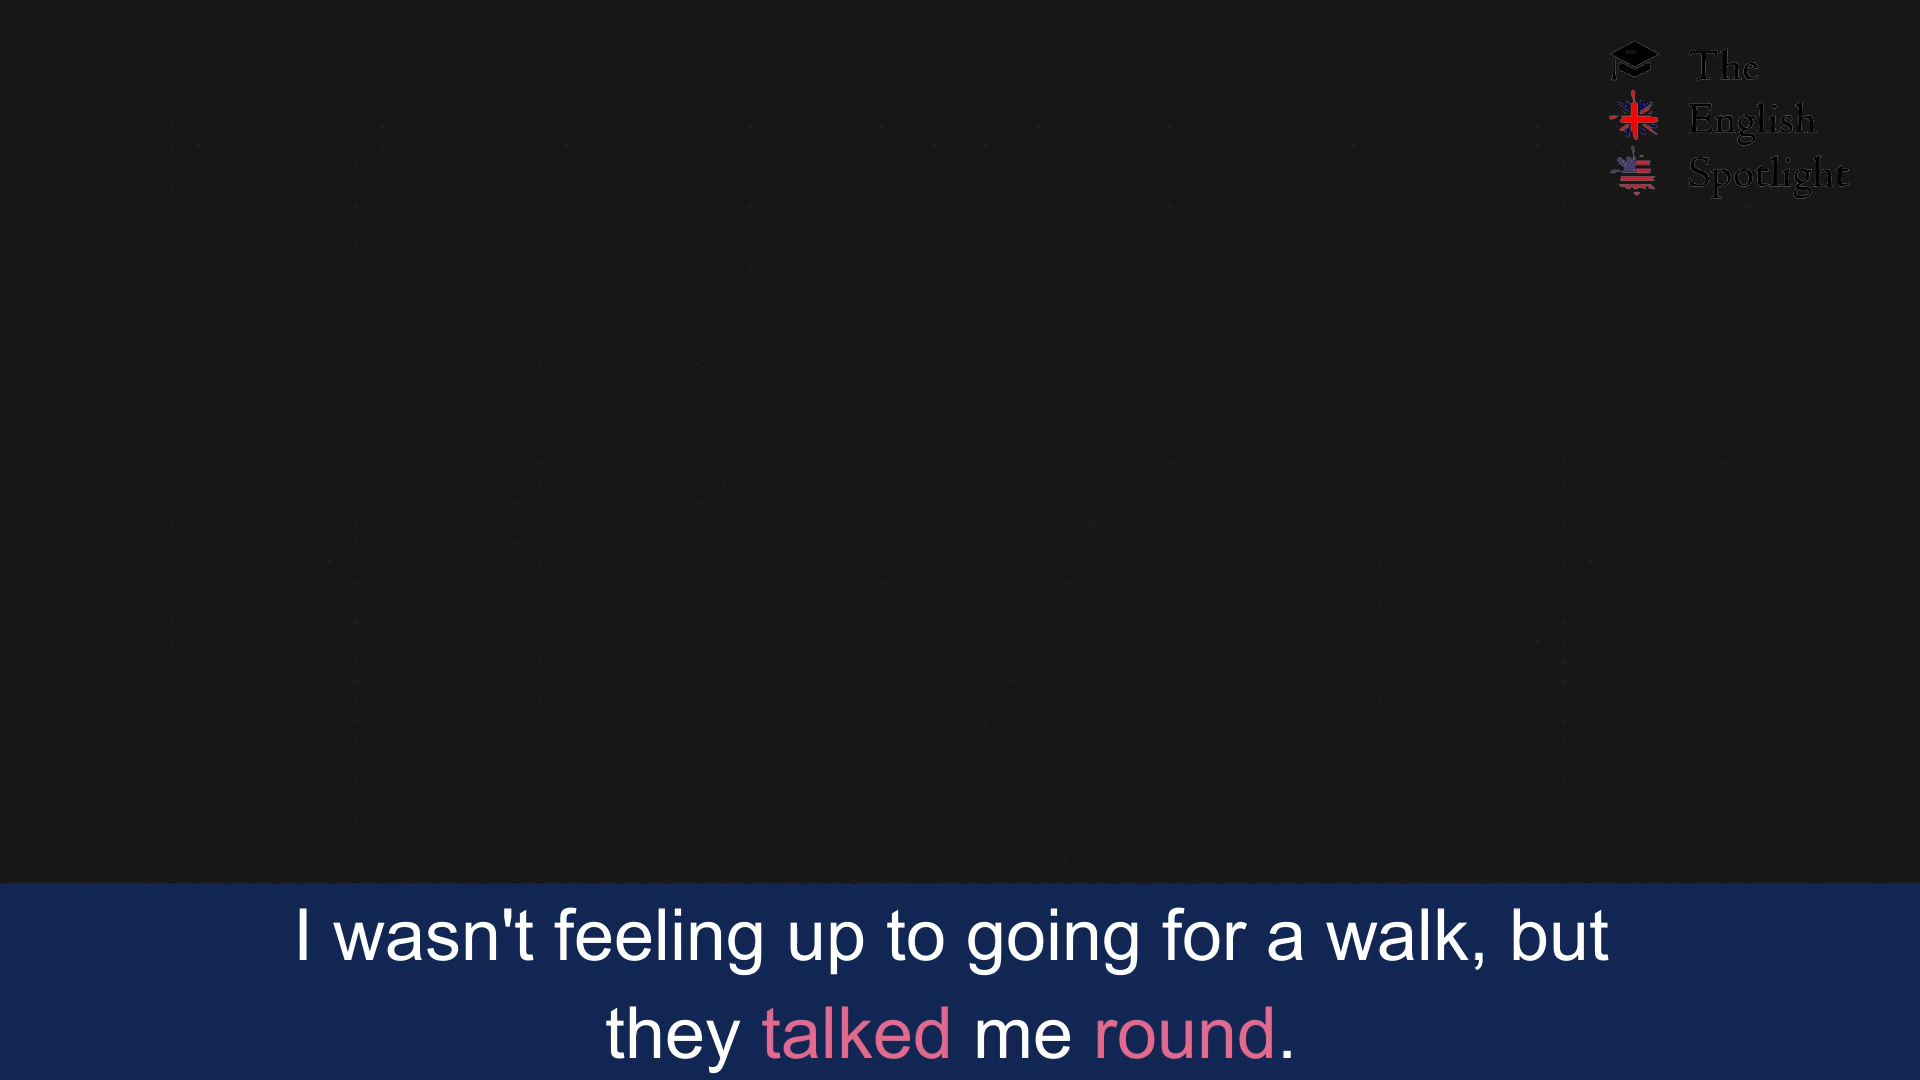 The
English
Spotlight
I wasn't feeling up to going for a walk, but
they talked me round.